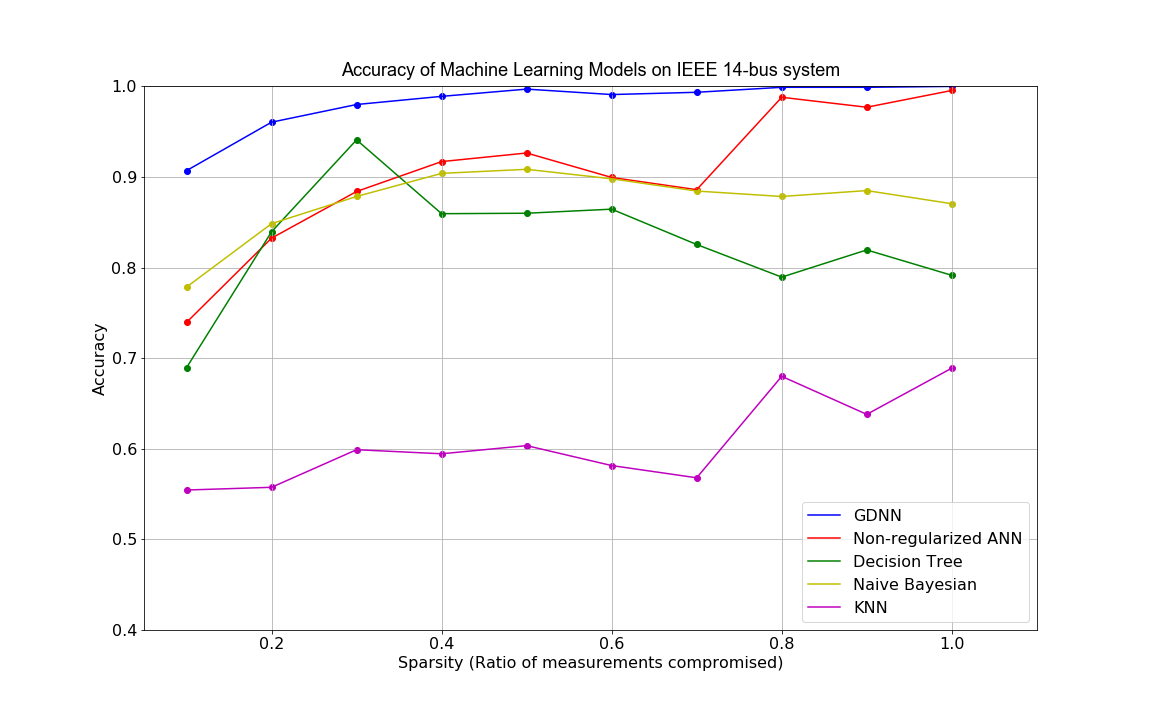 Accuracy of Machine Learning Models on IEEE 14-bus system
1.0
0.9
0.8
0.7
0.6
0.5
0.4
Accuracy
GDNN
Non-regularized ANN
Decision Tree
Naive Bayesian
KNN
0.2 0.4 0.6 0.8 1.0
Sparsity (Ratio of measurements compromised)